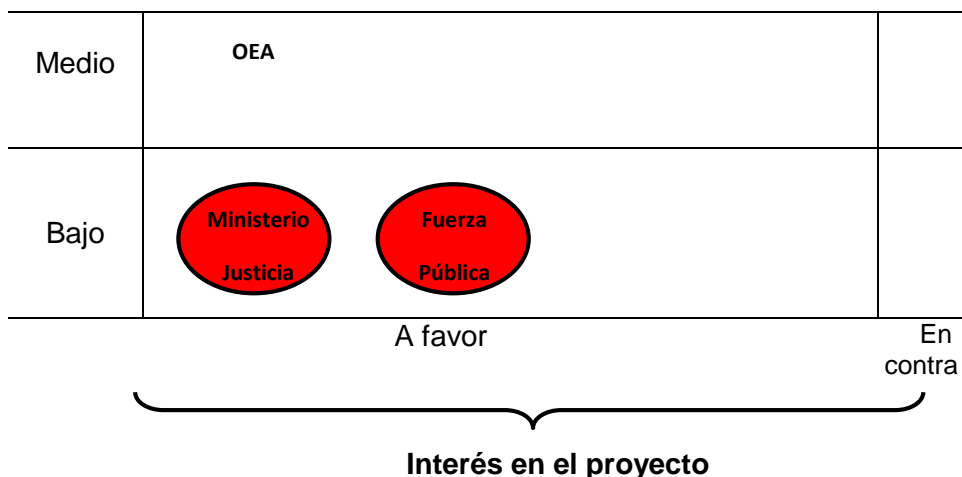 OEA
Medio
Ministerio
Justicia
Fuerza
Pública
Bajo
A favor
En
contra
Interés en el proyecto